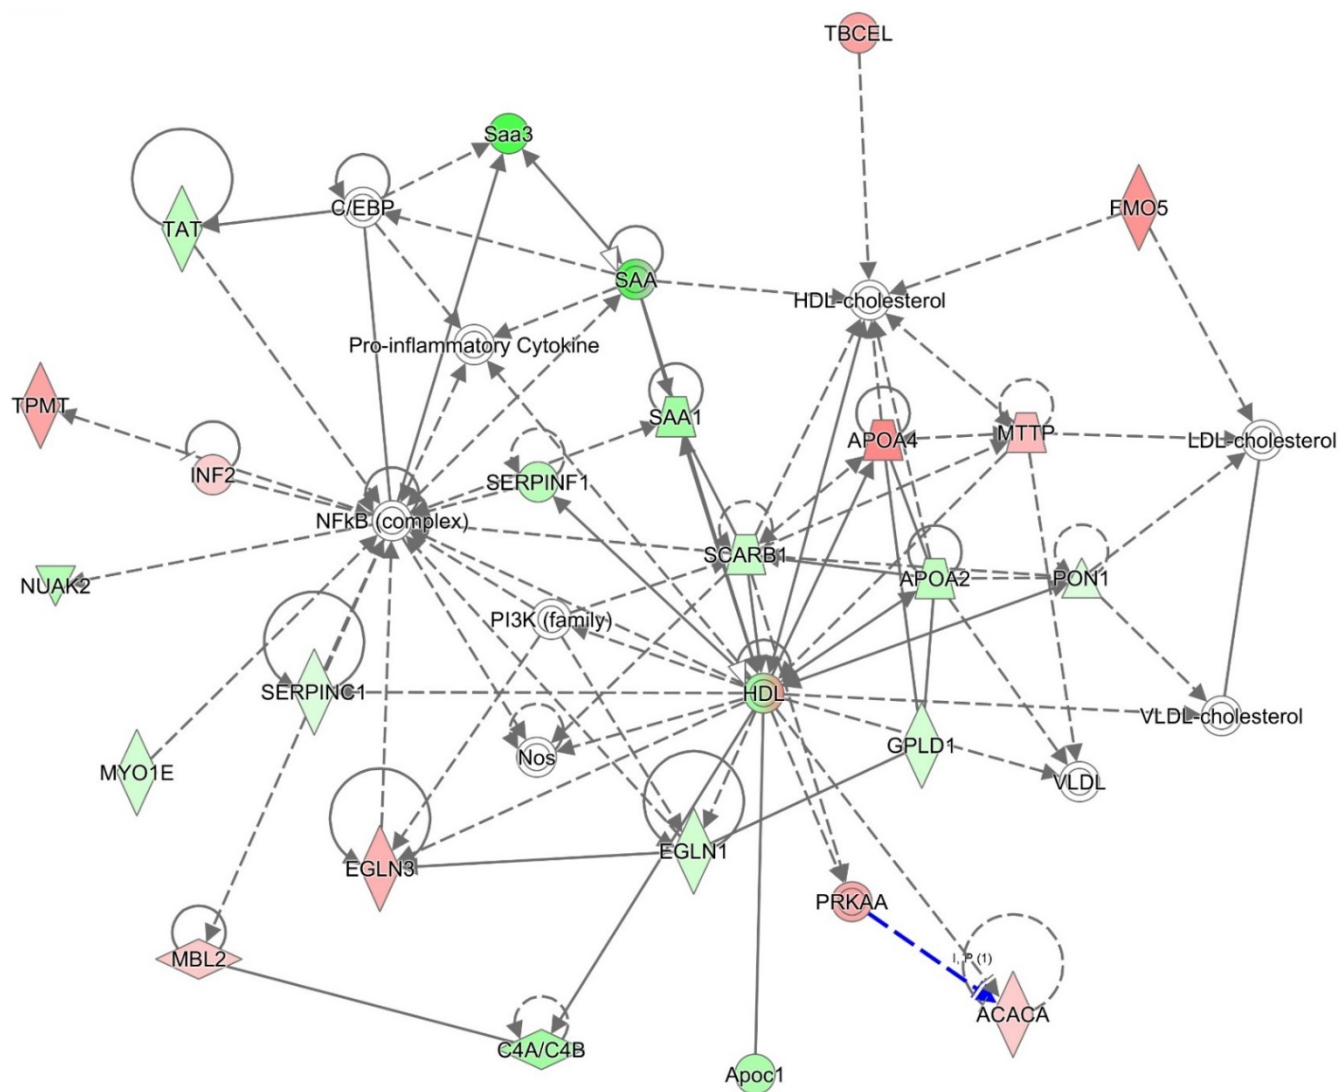 TBCEL
Saa3
C/EBP
FMO5
TAT
SAA
HDL-cholesterol
Pro-inflammatory Cytokine
TPMT
SAA1
APOA4
MTTP
LDL-cholesterol
INF2
SERPINF1
NFkB (complex)
SCARB1
APOA2
PON1
NUAK2
PI3K (family)
SERPINC1
HDL
VLDL-cholesterol
GPLD1
Nos
MYO1E
VLDL
EGLN3
EGLN1
PRKAA
MBL2
I, P (1)
ACACA
C4A/C4B
Apoc1